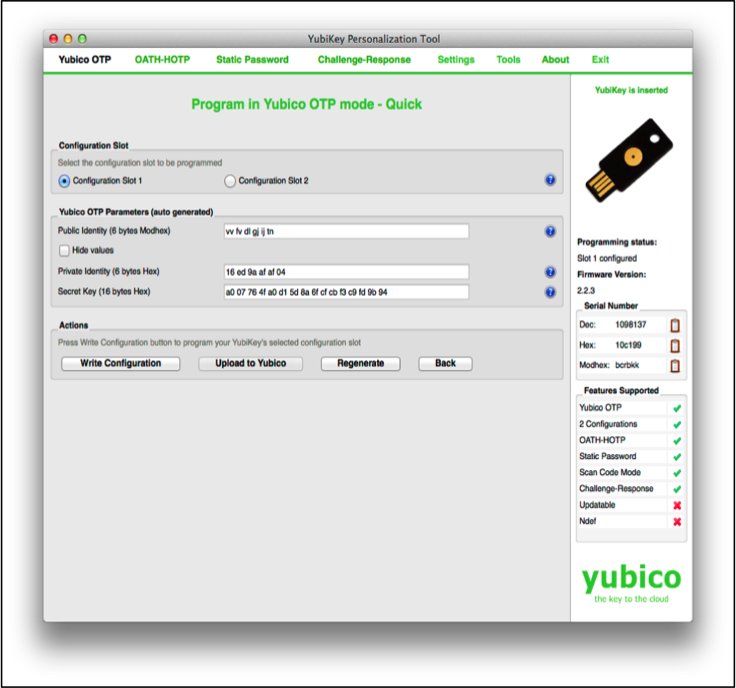 YubiKey Personalization Tool
Yubico OTP OATH-HOTP Static Password Challenge-Response Settings Tools About Exit
Program in Yubico OTP mode - Quick
Configuration Slot
Select the configuration slot to be programmed
Configuration Slot 1 Configuration Slot 2
Yubico OTP Parameters (auto generated)
Public Identity (6 bytes Modhex) vv fv dl gj ij tn
Hide values
Private Identity (6 bytes Hex) 16 ed 9a af af 04
Secret Key (16 bytes Hex) a0 07 76 4f a0 d1 5d 8a 6f cf cb f3 c9 fd 9b 94
Actions
Press Write Configuration button to program your YubiKey's selected configuration slot
Write Configuration Upload to Yubico Regenerate Back
YubiKey is inserted
Programming status:
Slot 1 configured
Firmware Version:
2.2.3
Serial Number
Dec: 1098137
Hex: 10c199
Modhex: bcrbkk
Features Supported
Yubico OTP
2 Configurations
OATH-HOTP
Static Password
Scan Code Mode
Challenge-Response
Updatable
Ndef
yubico
the key to the cloud